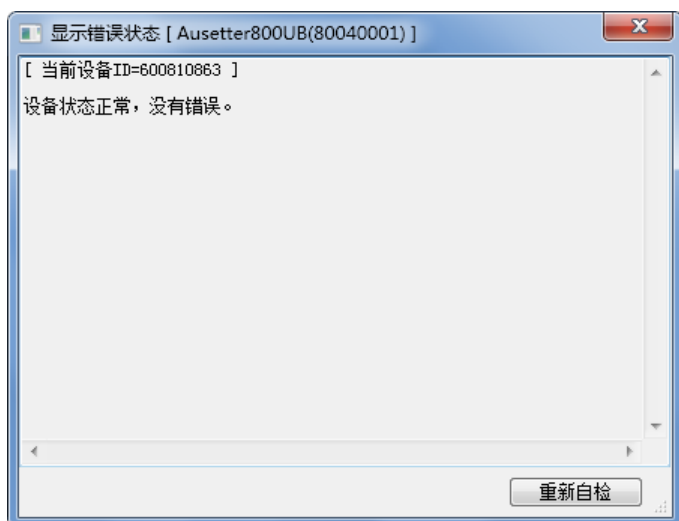 显示错误状态 [ Ausetter800UB(80040001) ]
[ 当前设备ID=600810863 ]
设备状态正常，没有错误。
重新自检